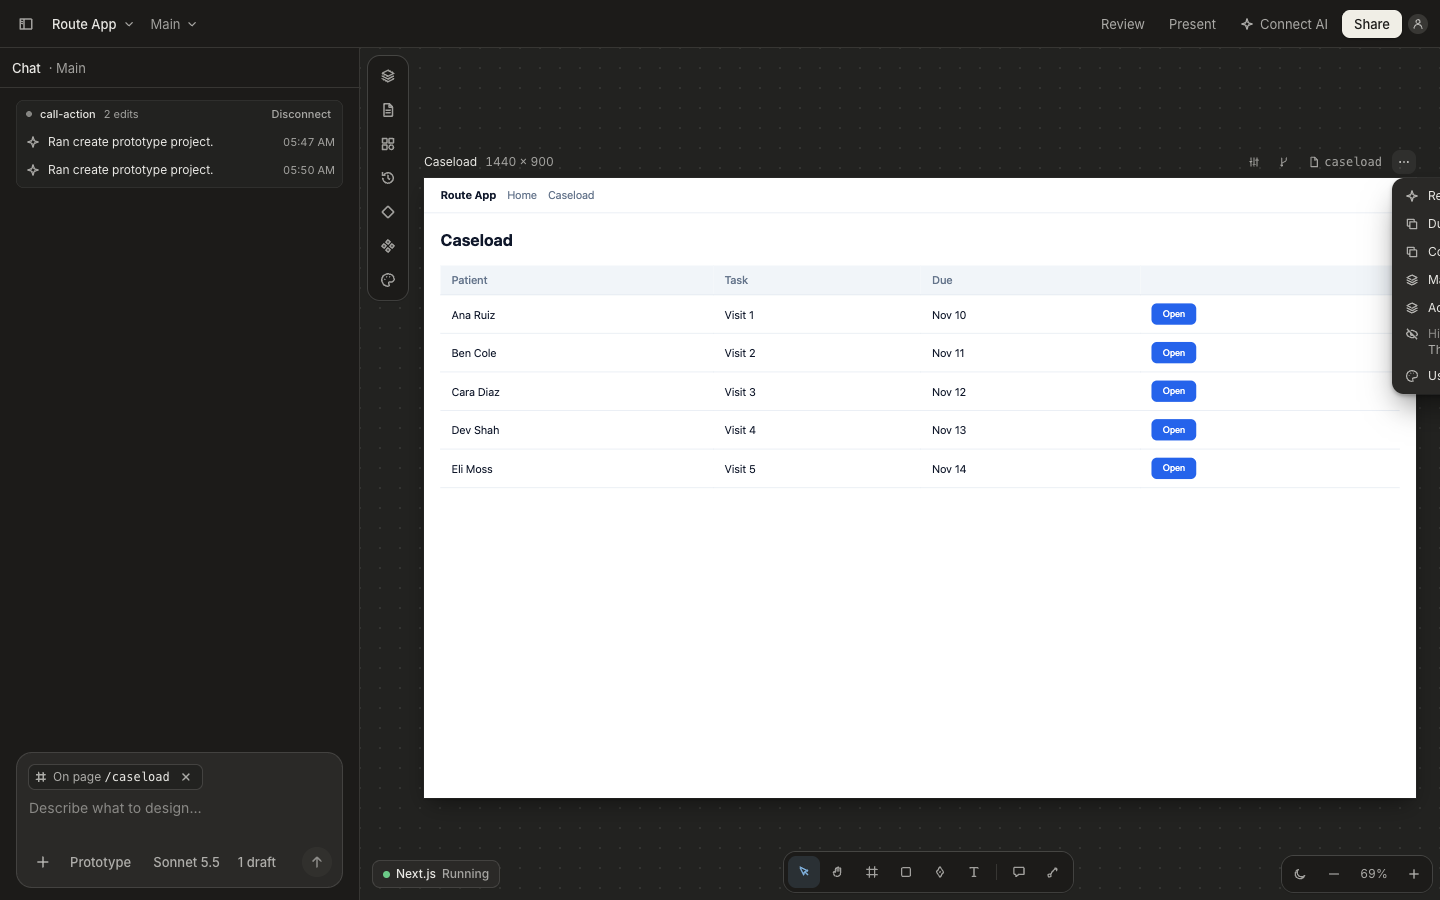 Route App Main Review Present Connect AI Share
Chat · Main
call-action 2 edits Disconnect
Ran create prototype project. 05:47 AM
Ran create prototype project. 05:50 AM
Caseload 1440 × 900 caseload
Route App Home Caseload
Caseload
Patient Task Due
Ana Ruiz Visit 1 Nov 10 Open
Ben Cole Visit 2 Nov 11 Open
Cara Diaz Visit 3 Nov 12 Open
Dev Shah Visit 4 Nov 13 Open
Eli Moss Visit 5 Nov 14 Open
On page /caseload
Describe what to design...
Prototype Sonnet 5.5 1 draft
Next.js Running
69%